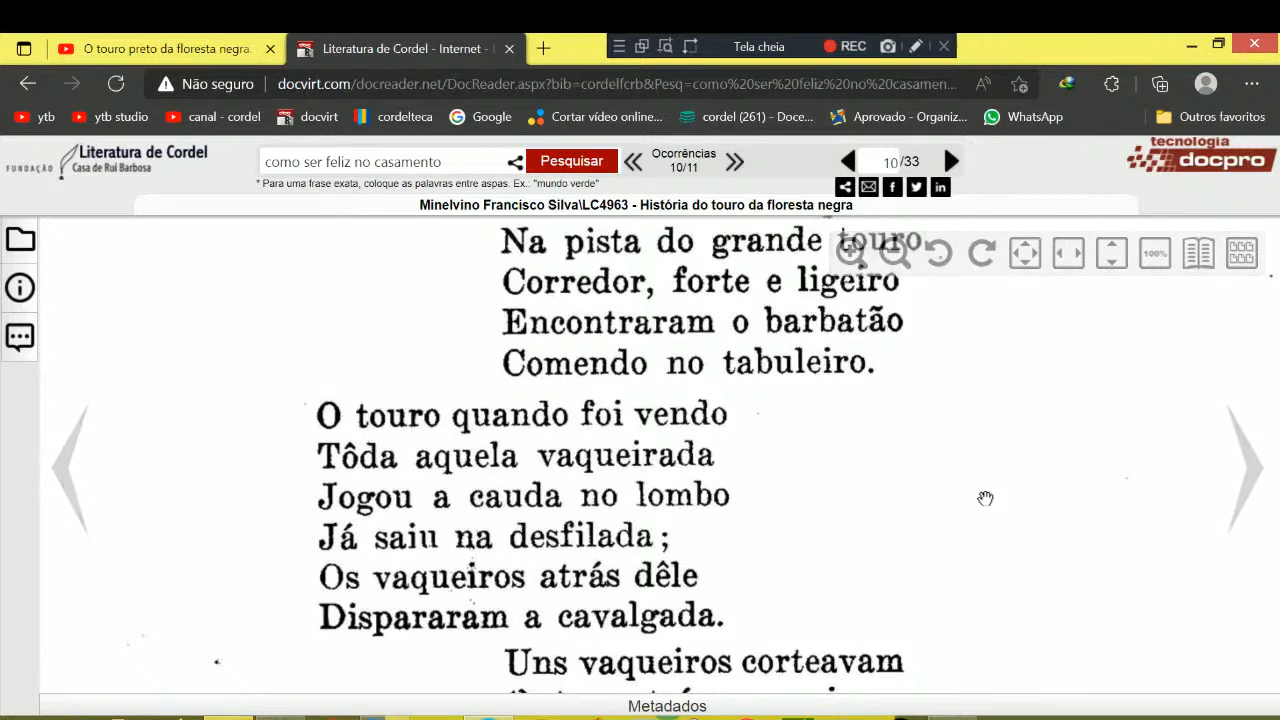 O touro preto da floresta negra.
Literatura de Cordel - Internet -
Tela cheia
REC
Não seguro
docvirt.com/docreader.net/DocReader.aspx?bib=cordelfcrb&Pesq=como%20ser%20feliz%20no%20casamen...
ytb
ytb studio
canal - cordel
docvirt
cordelteca
Google
Cortar vídeo online...
cordel (261) - Doce...
Aprovado - Organiz...
WhatsApp
Outros favoritos
FUNDAÇÃO
Literatura de Cordel
Casa de Rui Barbosa
como ser feliz no casamento
Pesquisar
Ocorrências
10/11
10 /33
tecnologia
docpro
* Para uma frase exata, coloque as palavras entre aspas. Ex.: "mundo verde"
Minelvino Francisco Silva\LC4963 - História do touro da floresta negra
100%
Na pista do grande touro
Corredor, forte e ligeiro
Encontraram o barbatão
Comendo no tabuleiro.
O touro quando foi vendo
Tôda aquela vaqueirada
Jogou a cauda no lombo
Já saiu na desfilada;
Os vaqueiros atrás dêle
Dispararam a cavalgada.
Uns vaqueiros corteavam
Metadados